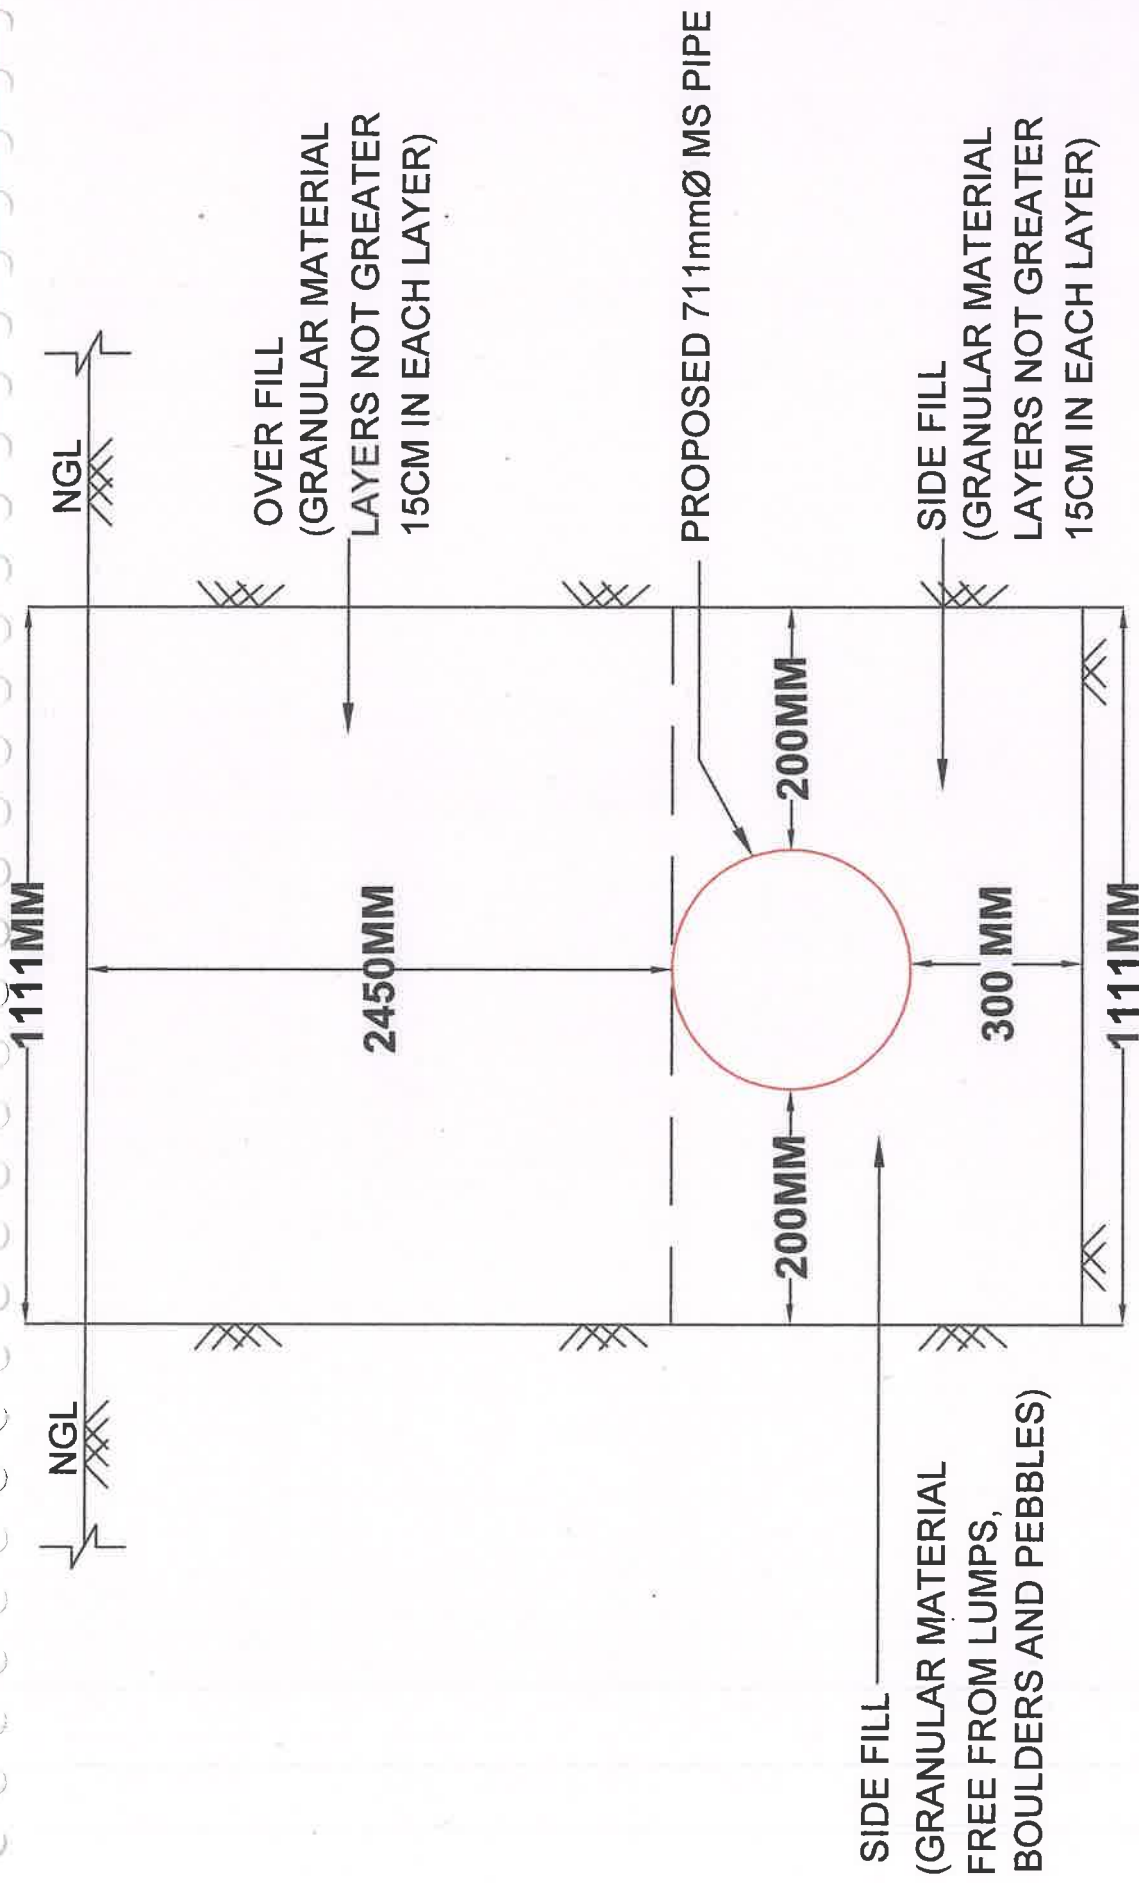 1111MM
NGL
NGL
OVER FILL
(GRANULAR MATERIAL
LAYERS NOT GREATER
15CM IN EACH LAYER)
2450MM
PROPOSED 711mmØ MS PIPE
200MM
200MM
SIDE FILL
(GRANULAR MATERIAL
FREE FROM LUMPS,
BOULDERS AND PEBBLES)
SIDE FILL
(GRANULAR MATERIAL
LAYERS NOT GREATER
15CM IN EACH LAYER)
300 MM
1111MM